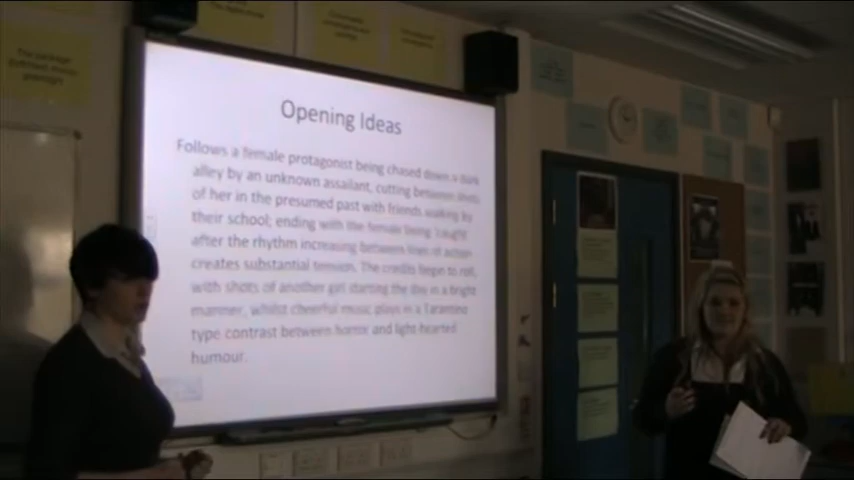 Opening Ideas
Follows a female protagonist being chased down a dark
alley by an unknown assailant, cutting between shots
of her in the presumed past with friends walking by
their school; ending with the female being 'caught'
after the rhythm increasing between lines of action
creates substantial tension. The credits begin to roll,
with shots of another girl starting the day in a bright
manner, whilst cheerful music plays in a Tarantino
type contrast between horror and light-hearted
humour.